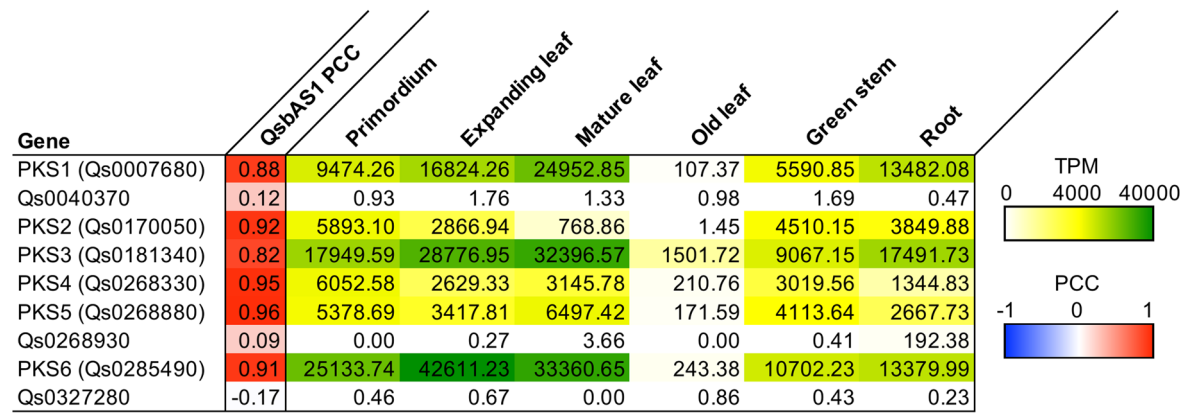 Gene QsbAS1 PCC Primordium Expanding leaf Mature leaf Old leaf Green stem Root
PKS1 (Qs0007680) 0.88 9474.26 16824.26 24952.85 107.37 5590.85 13482.08
Qs0040370 0.12 0.93 1.76 1.33 0.98 1.69 0.47
PKS2 (Qs0170050) 0.92 5893.10 2866.94 768.86 1.45 4510.15 3849.88
PKS3 (Qs0181340) 0.82 17949.59 28776.95 32396.57 1501.72 9067.15 17491.73
PKS4 (Qs0268330) 0.95 6052.58 2629.33 3145.78 210.76 3019.56 1344.83
PKS5 (Qs0268880) 0.96 5378.69 3417.81 6497.42 171.59 4113.64 2667.73
Qs0268930 0.09 0.00 0.27 3.66 0.00 0.41 192.38
PKS6 (Qs0285490) 0.91 25133.74 42611.23 33360.65 243.38 10702.23 13379.99
Qs0327280 -0.17 0.46 0.67 0.00 0.86 0.43 0.23
TPM
0 4000 40000
PCC
-1 0 1